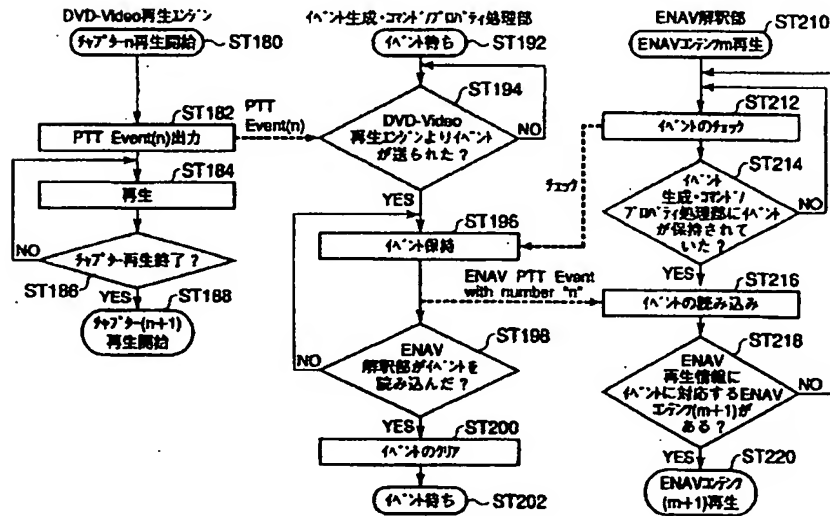 DVD-Video再生エンジン
チャプターn再生開始
ST180
ST182
PTT Event(n)出力
PTT
Event(n)
ST184
再生
NO
チャプター再生終了？
ST186
YES
ST188
チャプター(n+1)
再生開始
イベント生成・コマンド/プロパティ処理部
イベント待ち
ST192
ST194
DVD-Video
再生エンジンよりイベント
が送られた？
NO
YES
ST196
イベント保持
ENAV PTT Event
with number "n"
ST198
NO
ENAV
解釈部がイベントを
読み込んだ？
YES
ST200
イベントのクリア
イベント待ち
ST202
ENAV解釈部
ST210
ENAVコンテンツm再生
ST212
イベントのチェック
チェック
ST214
イベント
生成・コマンド/
プロパティ処理部にイベント
が保持されて
いた？
NO
YES
ST216
イベントの読み込み
ST218
ENAV
再生情報に
イベントに対応するENAV
コンテンツ(m+1)が
ある？
NO
YES
ST220
ENAVコンテンツ
(m+1)再生